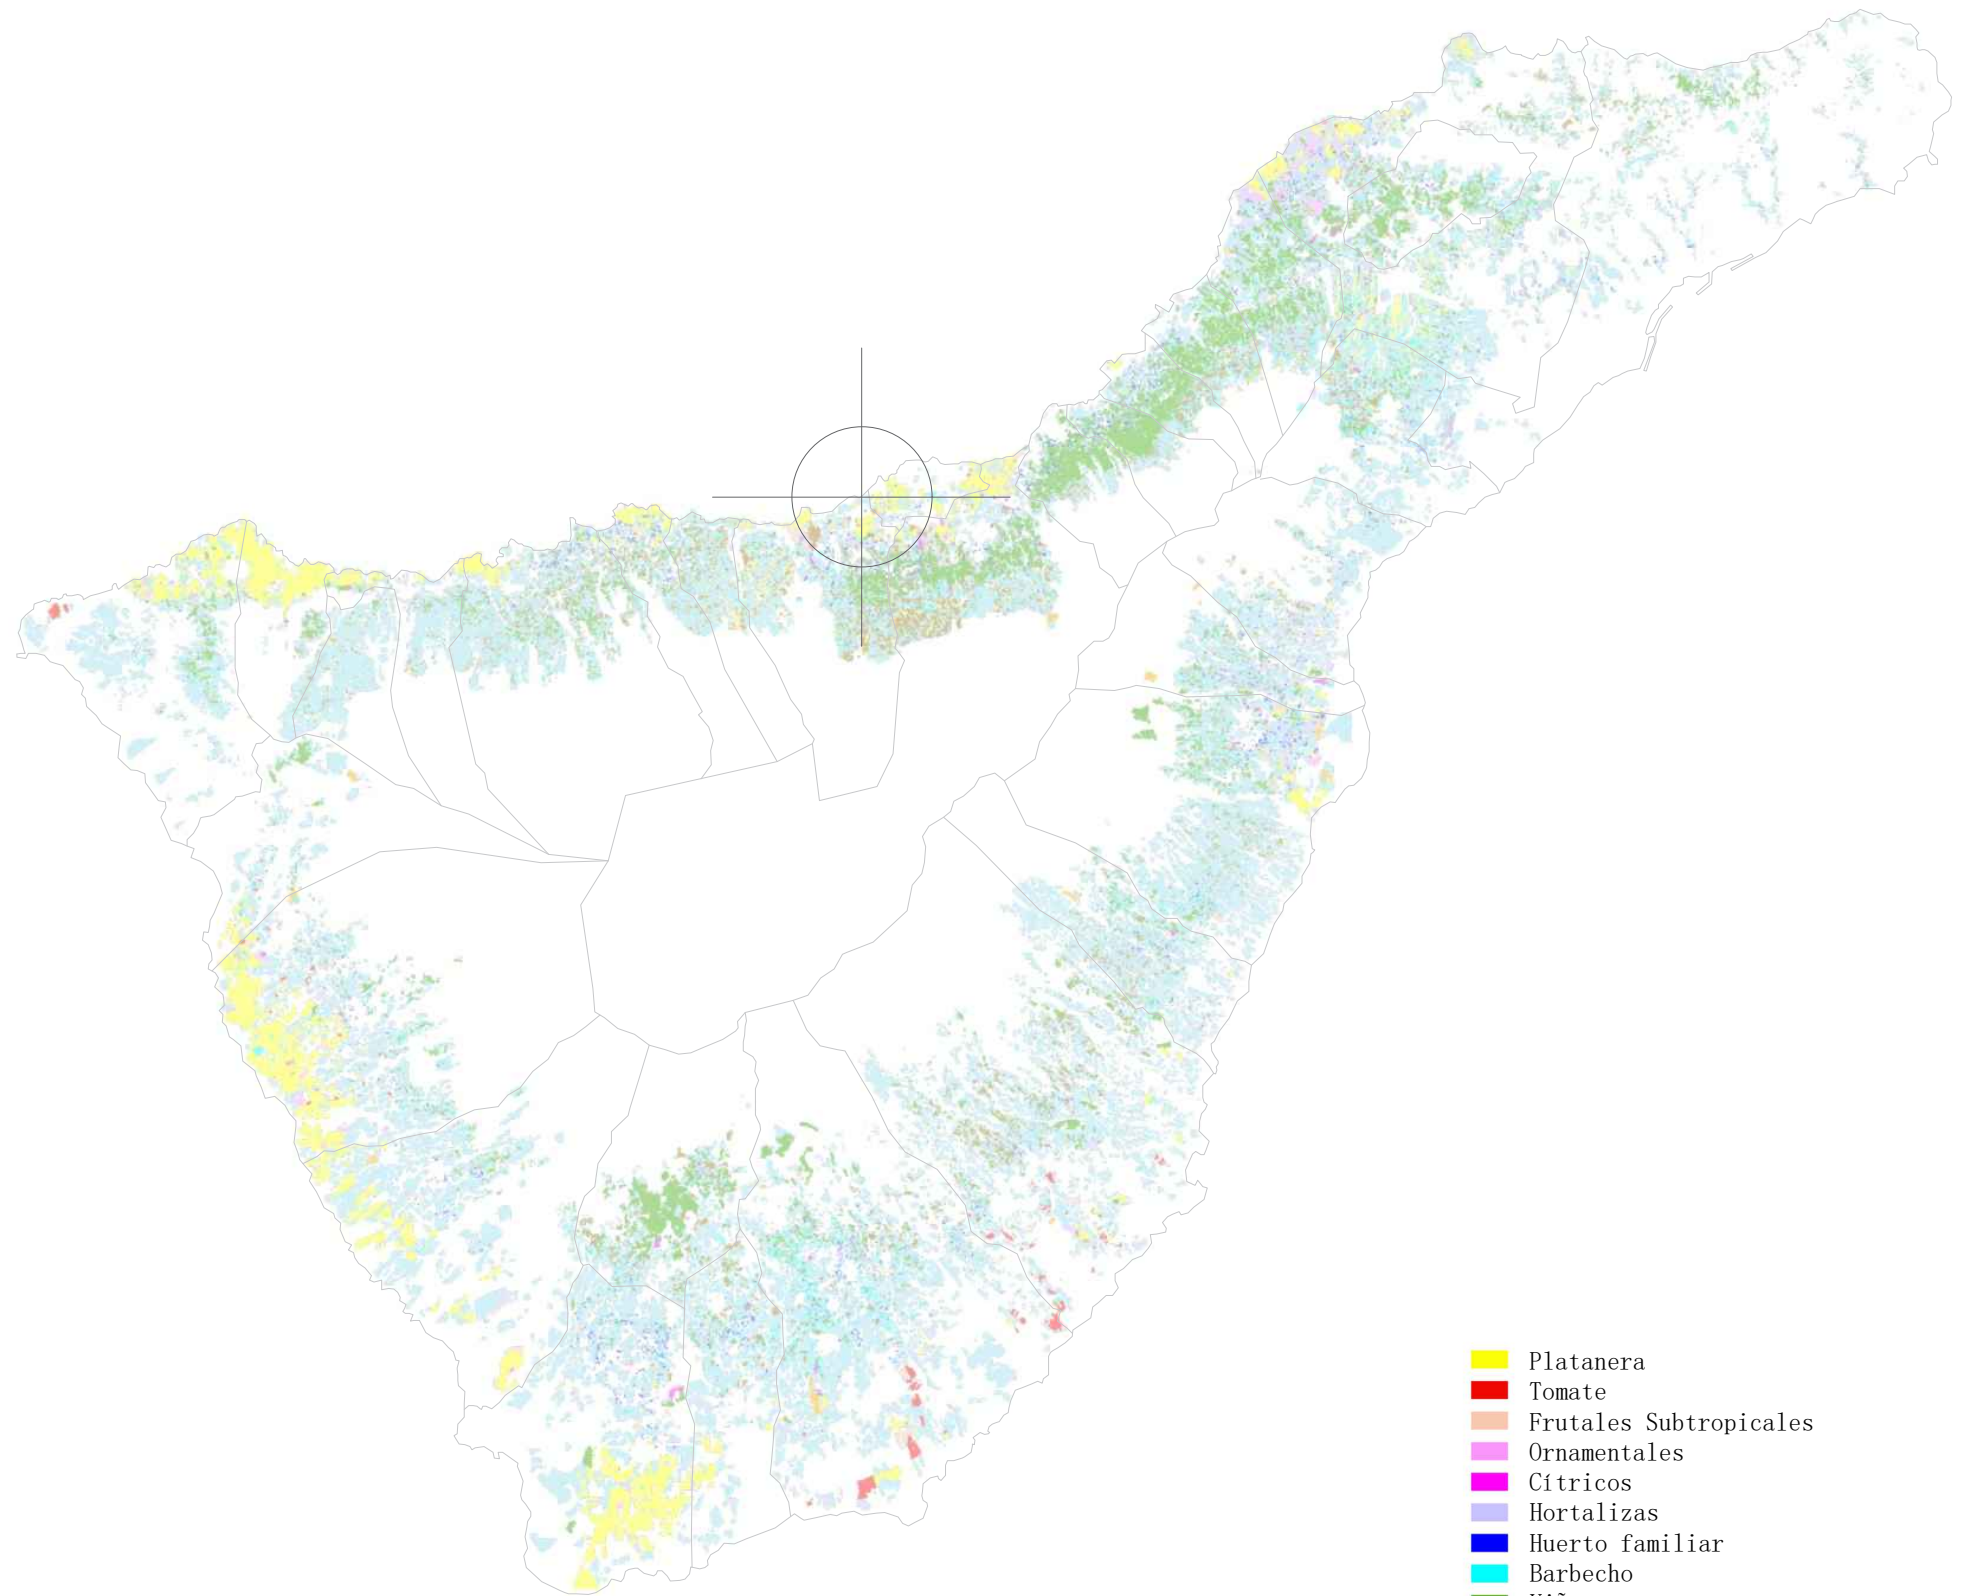 Platanera
Tomate
Frutales Subtropicales
Ornamentales
Cítricos
Hortalizas
Huerto familiar
Barbecho